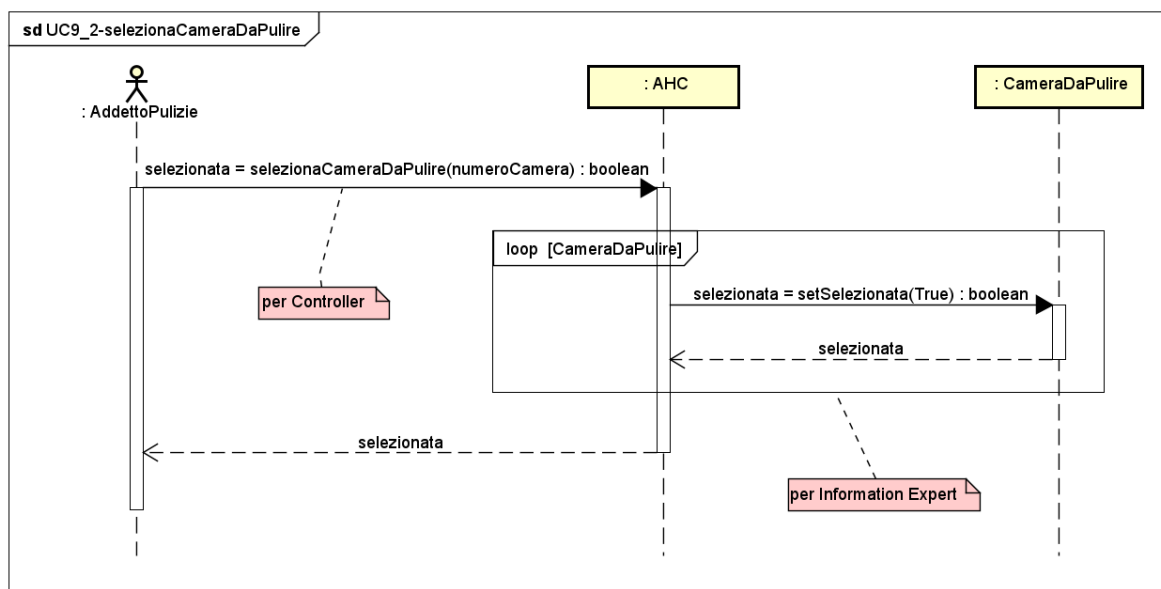 sd UC9_2-selezionaCameraDaPulire
: AddettoPulizie
: AHC
: CameraDaPulire
selezionata = selezionaCameraDaPulire(numeroCamera) : boolean
loop [CameraDaPulire]
per Controller
selezionata = setSelezionata(True) : boolean
selezionata
selezionata
per Information Expert